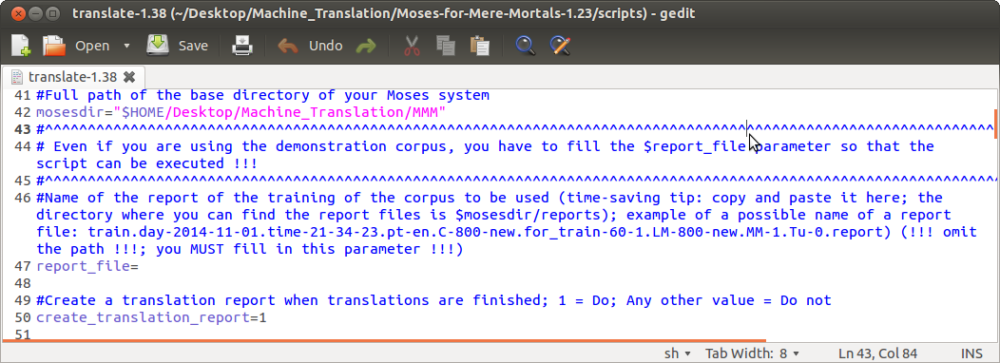 translate-1.38 (~/Desktop/Machine_Translation/Moses-for-Mere-Mortals-1.23/scripts) - gedit
Open Save Undo
translate-1.38
41 #Full path of the base directory of your Moses system
42 mosesdir="$HOME/Desktop/Machine_Translation/MMM"
43 #^^^^^^^^^^^^^^^^^^^^^^^^^^^^^^^^^^^^^^^^^^^^^^^^^^^^^^^^^^^^^^^^^^^^^^^^^^^^^^^^^^^^^^^^^^^^^^^^^^^^^^^^^^^^^^^
44 # Even if you are using the demonstration corpus, you have to fill the $report_file parameter so that the
script can be executed !!!
45 #^^^^^^^^^^^^^^^^^^^^^^^^^^^^^^^^^^^^^^^^^^^^^^^^^^^^^^^^^^^^^^^^^^^^^^^^^^^^^^^^^^^^^^^^^^^^^^^^^^^^^^^^^^^^^^^
46 #Name of the report of the training of the corpus to be used (time-saving tip: copy and paste it here; the
directory where you can find the report files is $mosesdir/reports); example of a possible name of a report
file: train.day-2014-11-01.time-21-34-23.pt-en.C-800-new.for_train-60-1.LM-800-new.MM-1.Tu-0.report) (!!! omit
the path !!!; you MUST fill in this parameter !!!)
47 report_file=
48
49 #Create a translation report when translations are finished; 1 = Do; Any other value = Do not
50 create_translation_report=1
51
sh Tab Width: 8 Ln 43, Col 84 INS